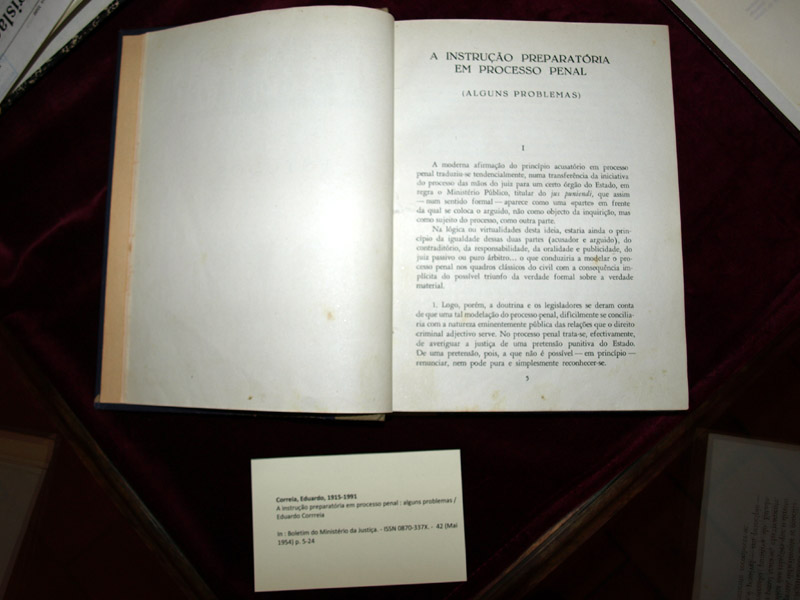 A INSTRUÇÃO PREPARATÓRIA
EM PROCESSO PENAL
(ALGUNS PROBLEMAS)
I
A moderna afirmação do princípio acusatório em processo
penal traduziu-se tendencialmente, numa transferência da iniciativa
do processo das mãos do juiz para um certo órgão do Estado, em
regra o Ministério Público, titular do jus puniendi, que assim
— num sentido formal — aparece como uma «parte» em frente
da qual se coloca o arguido, não como objecto da inquirição, mas
como sujeito do processo, como outra parte.
Na lógica ou virtualidades desta ideia, estaria ainda o prin-
cípio da igualdade dessas duas partes (acusador e arguido), do
contraditório, da responsabilidade, da oralidade e publicidade, do
juiz passivo ou puro árbitro... o que conduziria a modelar o pro-
cesso penal nos quadros clássicos do civil com a consequência im-
plícita do possível triunfo da verdade formal sobre a verdade
material.
1. Logo, porém, a doutrina e os legisladores se deram conta
de que uma tal modelação do processo penal, dificilmente se concilia-
ria com a natureza eminentemente pública das relações que o direito
criminal adjectivo serve. No processo penal trata-se, efectivamente,
de averiguar a justiça de uma pretensão punitiva do Estado.
De uma pretensão, pois, a que não é possível — em princípio —
renunciar, nem pode pura e simplesmente reconhecer-se.
5
Correia, Eduardo, 1915-1991
A instrução preparatória em processo penal : alguns problemas /
Eduardo Corrreia
In : Boletim do Ministério da Justiça. - ISSN 0870-337X. - 42 (Mai
1954) p. 5-24